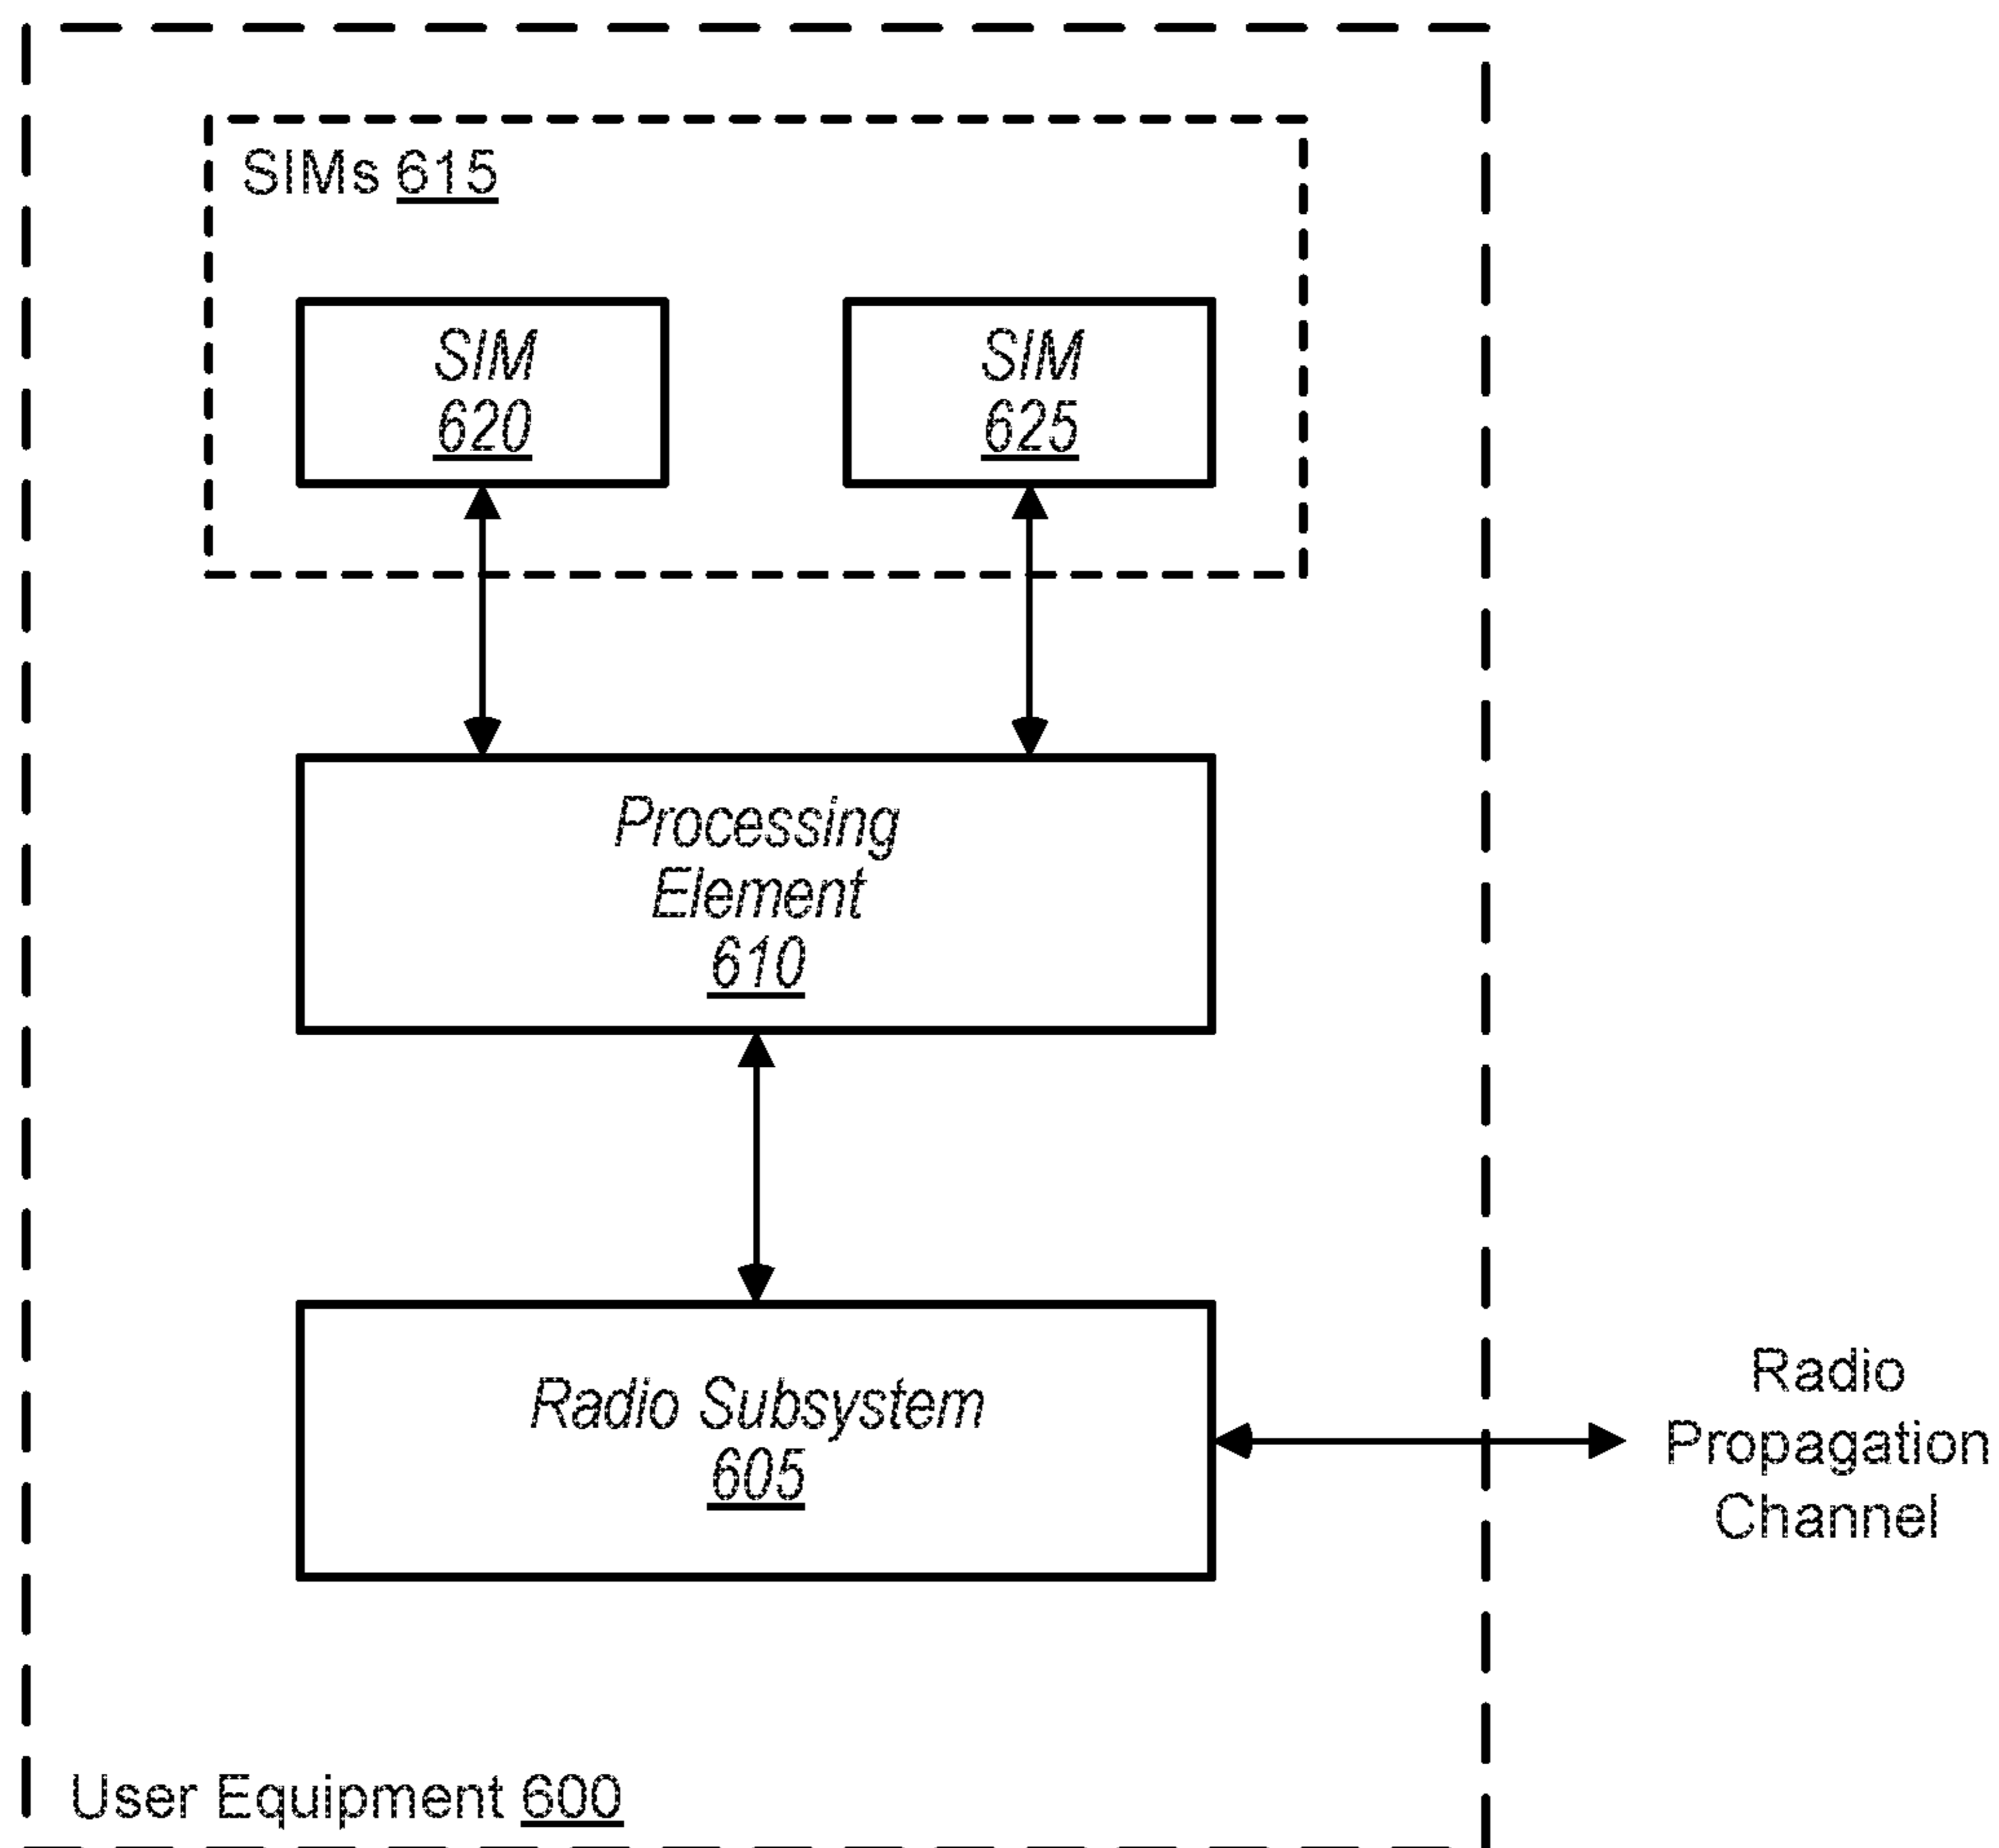 SIMs 615
SIM
620
SIM
625
Processing
Element
610
Radio Subsystem
605
Radio
Propagation
Channel
User Equipment 600